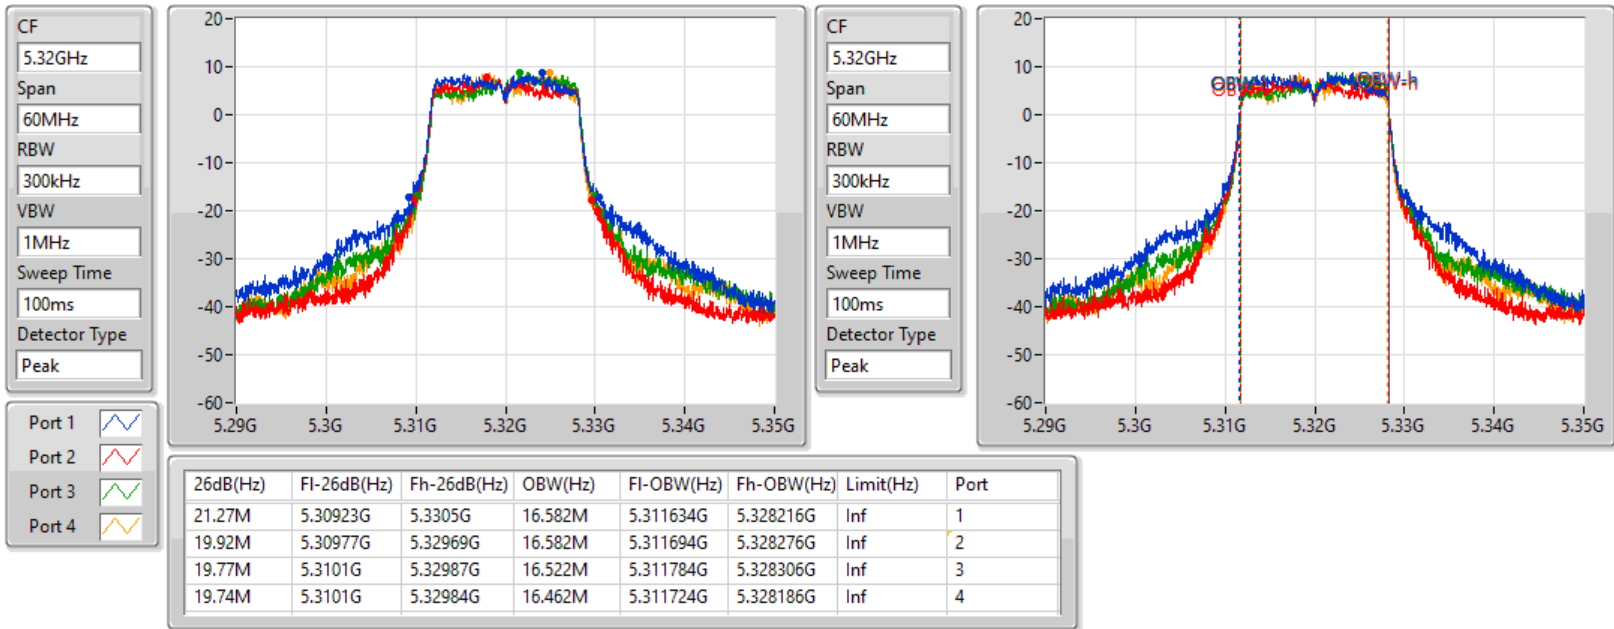 CF
5.32GHz
Span
60MHz
RBW
300kHz
VBW
1MHz
Sweep Time
100ms
Detector Type
Peak
20
10
0
-10
-20
-30
-40
-50
-60
5.29G 5.3G 5.31G 5.32G 5.33G 5.34G 5.35G
CF
5.32GHz
Span
60MHz
RBW
300kHz
VBW
1MHz
Sweep Time
100ms
Detector Type
Peak
20
10
0
-10
-20
-30
-40
-50
-60
OBW-h
5.29G 5.3G 5.31G 5.32G 5.33G 5.34G 5.35G
Port 1
Port 2
Port 3
Port 4
26dB(Hz) Fl-26dB(Hz) Fh-26dB(Hz) OBW(Hz) Fl-OBW(Hz) Fh-OBW(Hz) Limit(Hz) Port
21.27M 5.30923G 5.3305G 16.582M 5.311634G 5.328216G Inf 1
19.92M 5.30977G 5.32969G 16.582M 5.311694G 5.328276G Inf 2
19.77M 5.3101G 5.32987G 16.522M 5.311784G 5.328306G Inf 3
19.74M 5.3101G 5.32984G 16.462M 5.311724G 5.328186G Inf 4